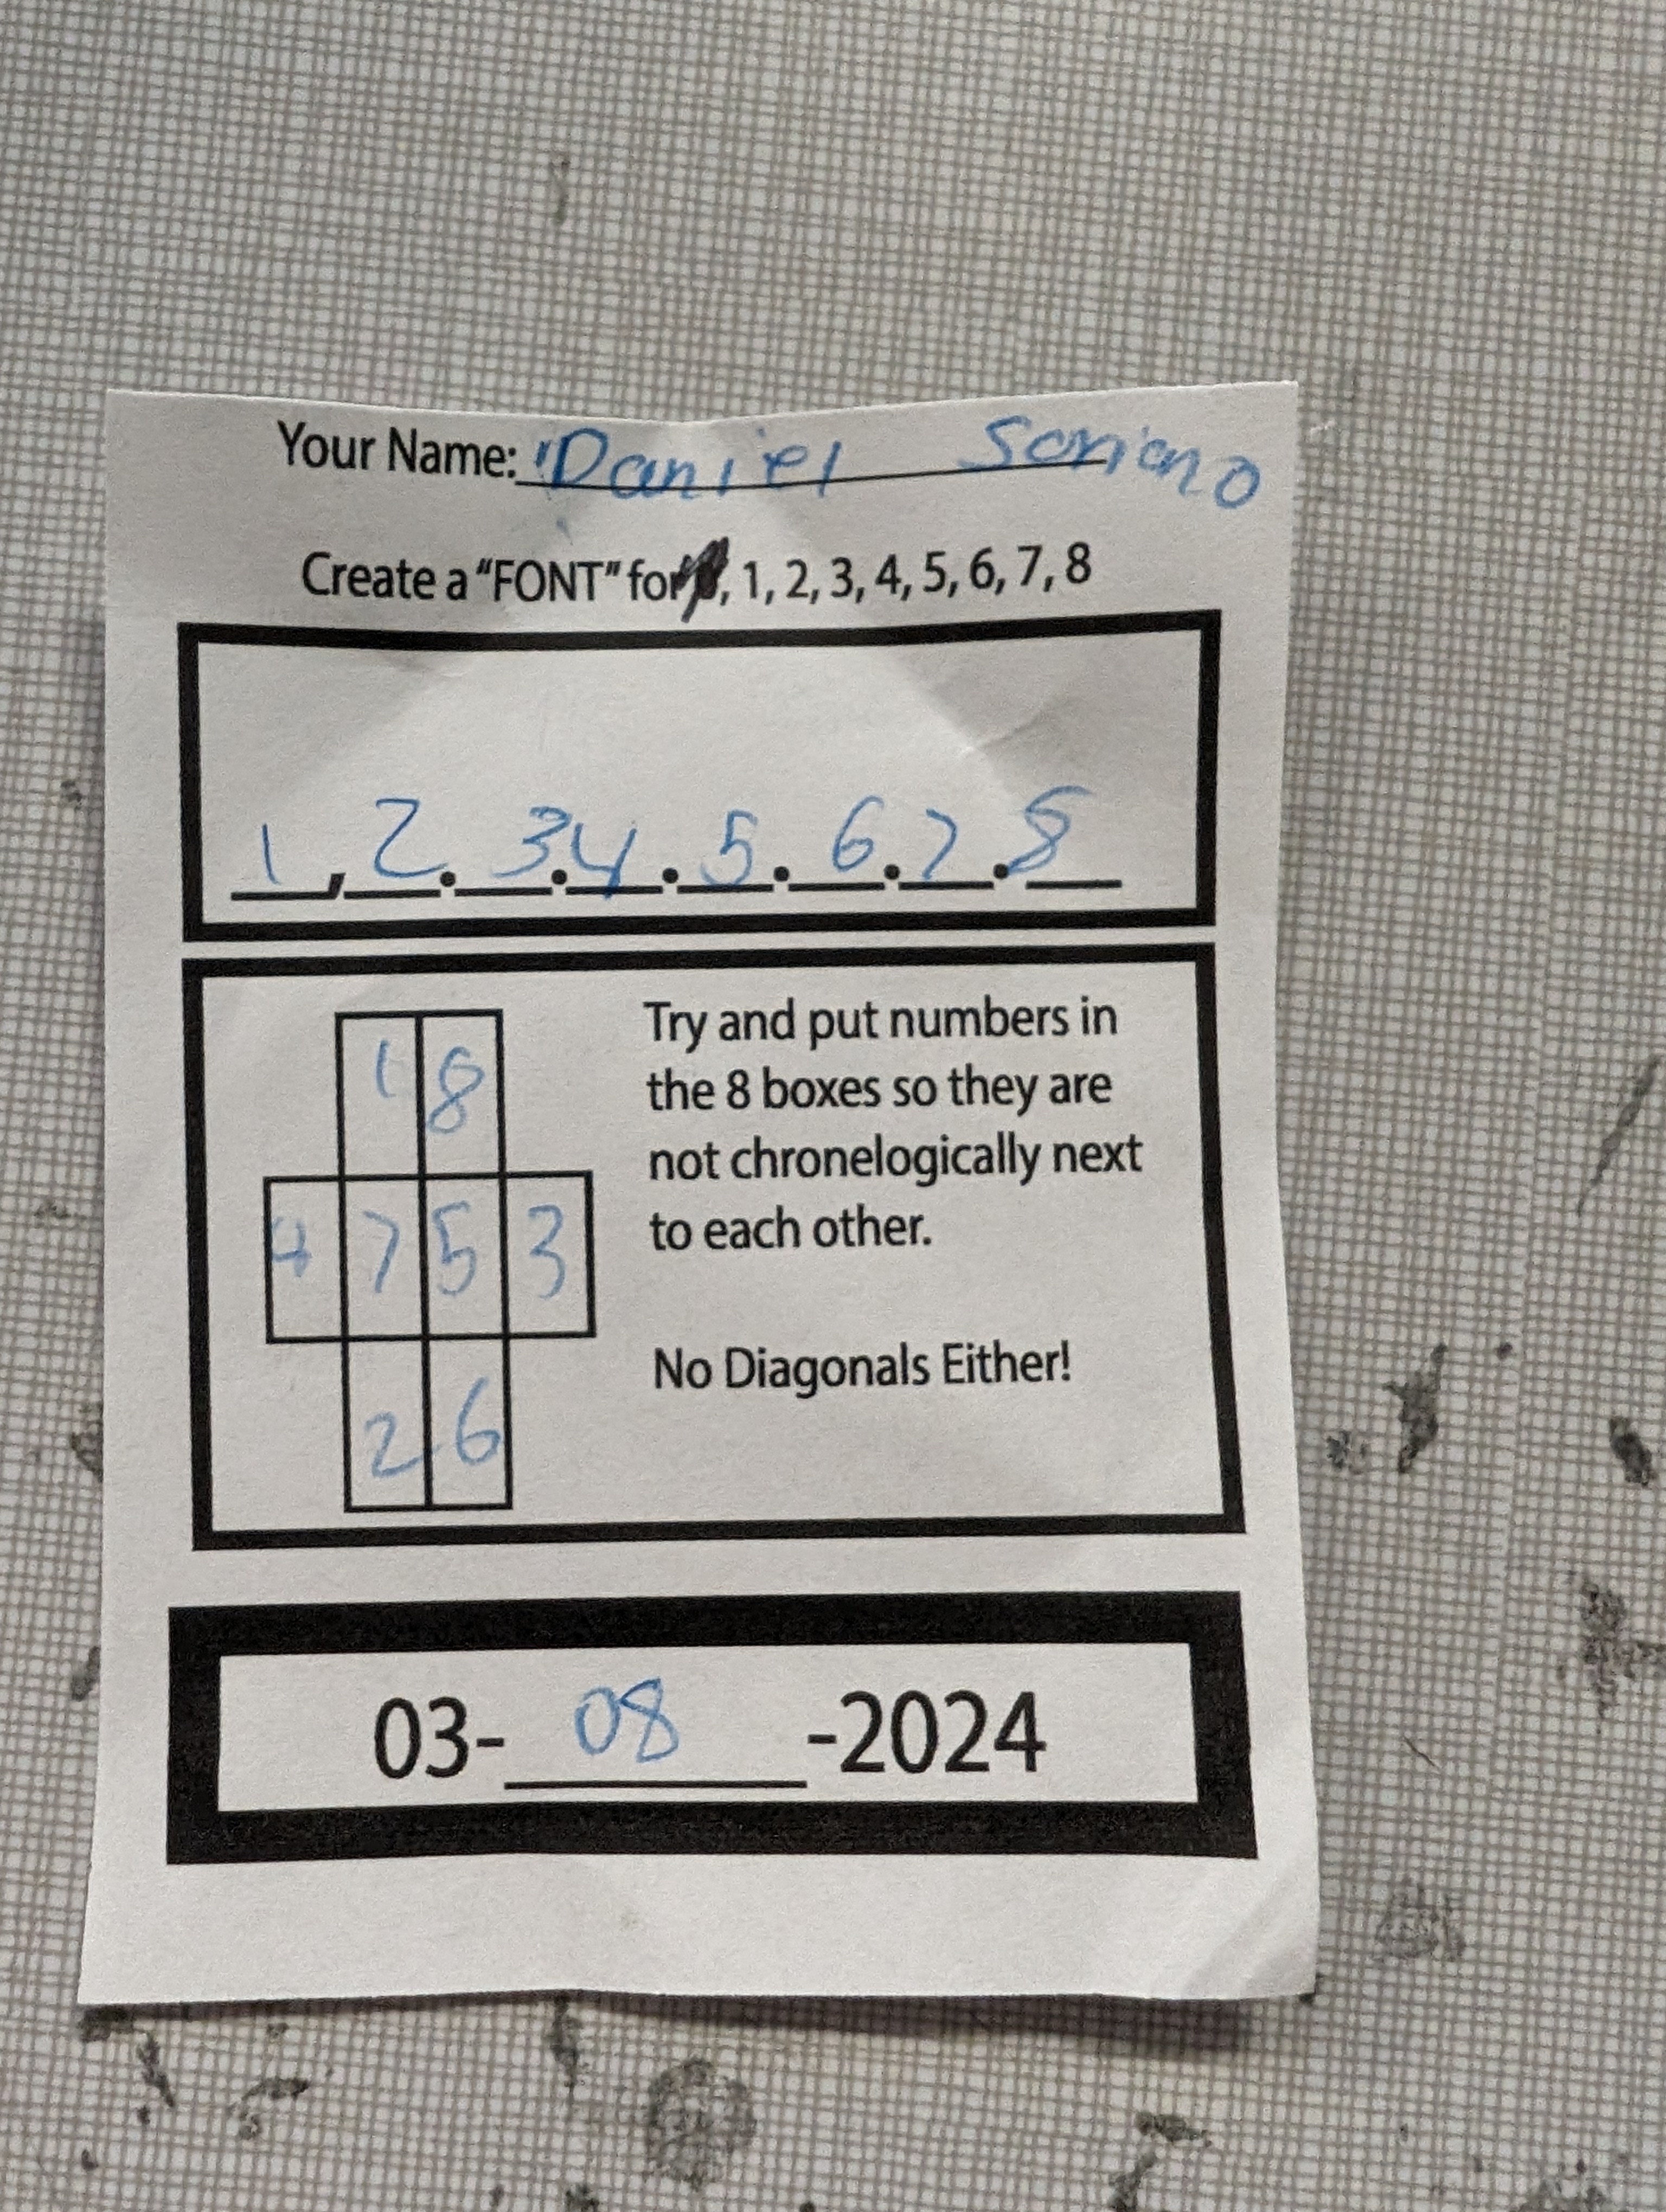 Your Name: Daniel Soriano
Create a "FONT" for , 1, 2, 3, 4, 5, 6, 7, 8
1, 2. 3. 4. 5. 6. 7. 8
Try and put numbers in
the 8 boxes so they are
not chronelogically next
to each other.
No Diagonals Either!
1 8
4 7 5 3
2 6
03- 08 -2024